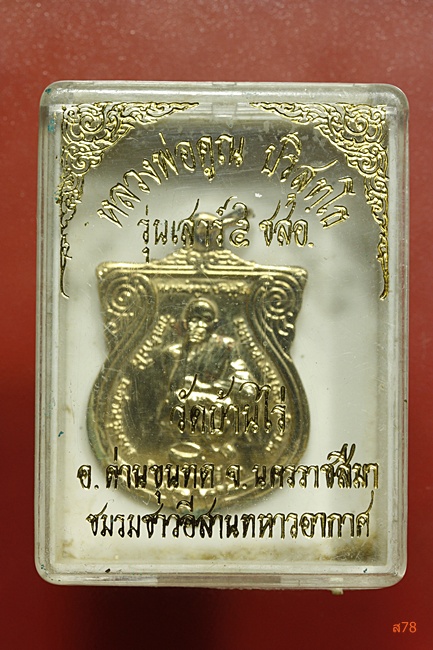 หลวงพ่อคูณ ปริสุทโธ
รุ่นเสาร์ ๕ ชสอ.
วัดบ้านไร่
อ.ด่านขุนทด จ.นครราชสีมา
ชมรมชาวอีสานทหารอากาศ
ส78